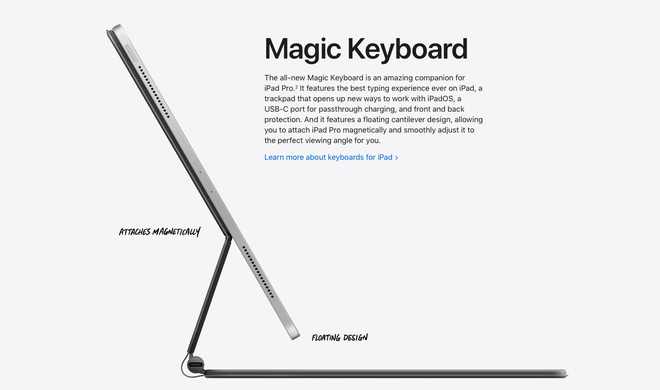 Magic Keyboard
The all-new Magic Keyboard is an amazing companion for
iPad Pro.² It features the best typing experience ever on iPad, a
trackpad that opens up new ways to work with iPadOS, a
USB-C port for passthrough charging, and front and back
protection. And it features a floating cantilever design, allowing
you to attach iPad Pro magnetically and smoothly adjust it to
the perfect viewing angle for you.
Learn more about keyboards for iPad ›
ATTACHES MAGNETICALLY
FLOATING DESIGN